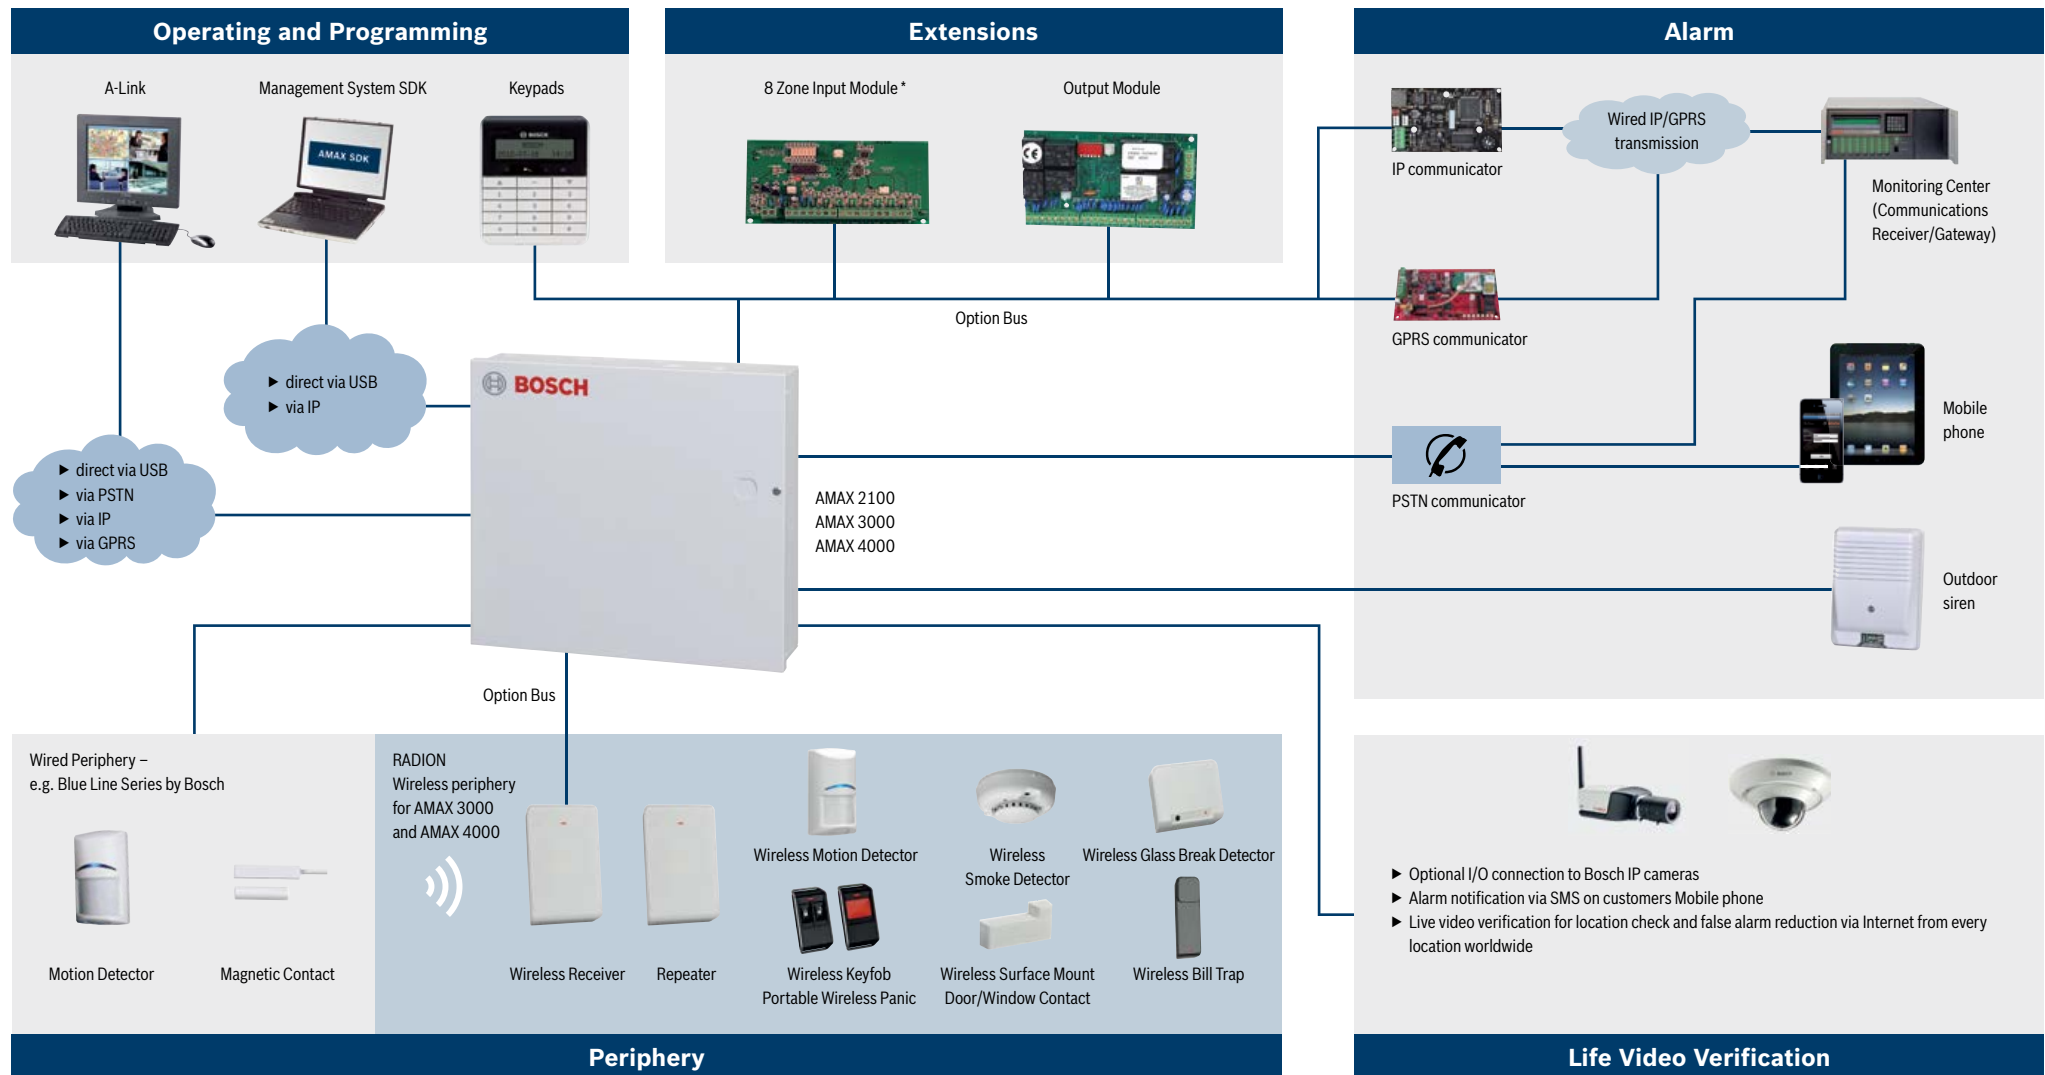 Operating and Programming
A-Link
Management System SDK
Keypads
AMAX SDK
BOSCH
Extensions
8 Zone Input Module *
Output Module
Option Bus
Alarm
IP communicator
Wired IP/GPRS
transmission
Monitoring Center
(Communications
Receiver/Gateway)
GPRS communicator
Mobile
phone
PSTN communicator
Outdoor
siren
► direct via USB
► via IP
► direct via USB
► via PSTN
► via IP
► via GPRS
BOSCH
AMAX 2100
AMAX 3000
AMAX 4000
Option Bus
Wired Periphery –
e.g. Blue Line Series by Bosch
Motion Detector
Magnetic Contact
RADION
Wireless periphery
for AMAX 3000
and AMAX 4000
Wireless Receiver
Repeater
Wireless Motion Detector
Wireless
Smoke Detector
Wireless Glass Break Detector
Wireless Keyfob
Portable Wireless Panic
Wireless Surface Mount
Door/Window Contact
Wireless Bill Trap
Periphery
► Optional I/O connection to Bosch IP cameras
► Alarm notification via SMS on customers Mobile phone
► Live video verification for location check and false alarm reduction via Internet from every
location worldwide
Life Video Verification